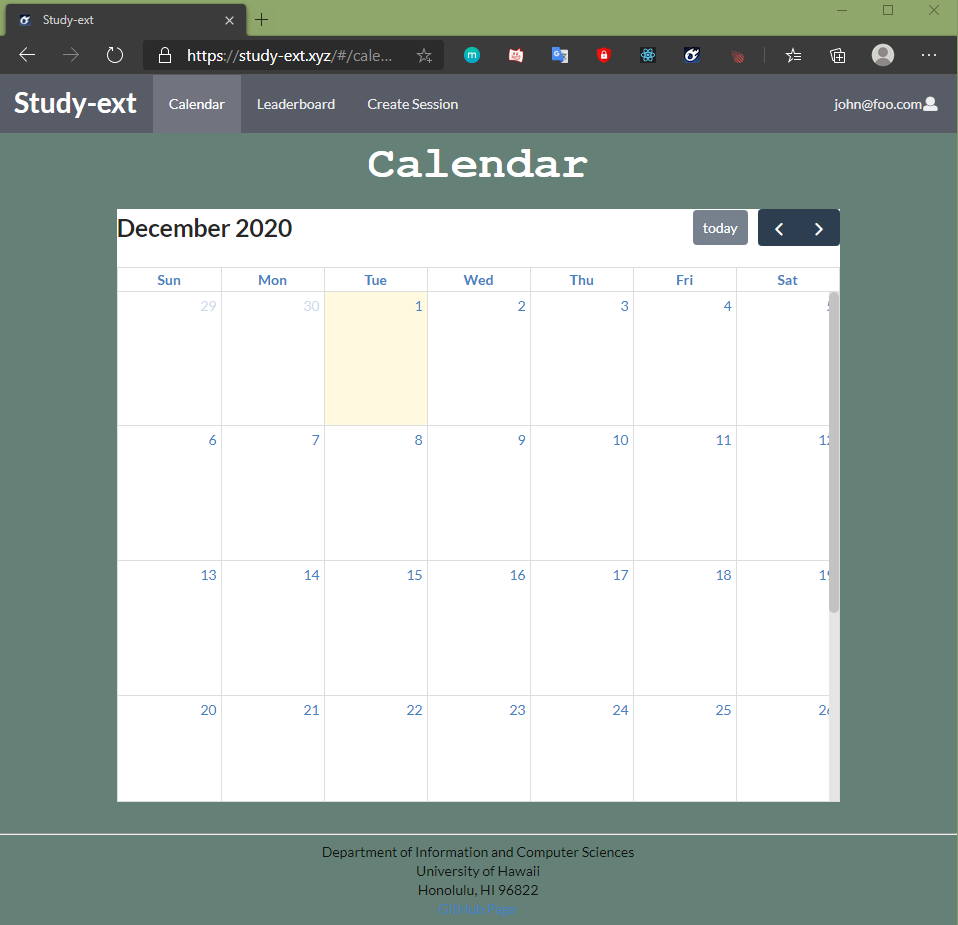 Study-ext
https://study-ext.xyz/#/cale...
Study-ext Calendar Leaderboard Create Session john@foo.com
Calendar
December 2020 today
Sun Mon Tue Wed Thu Fri Sat
29 30 1 2 3 4
6 7 8 9 10 11 12
13 14 15 16 17 18 19
20 21 22 23 24 25 26
Department of Information and Computer Sciences
University of Hawaii
Honolulu, HI 96822
GitHub Page